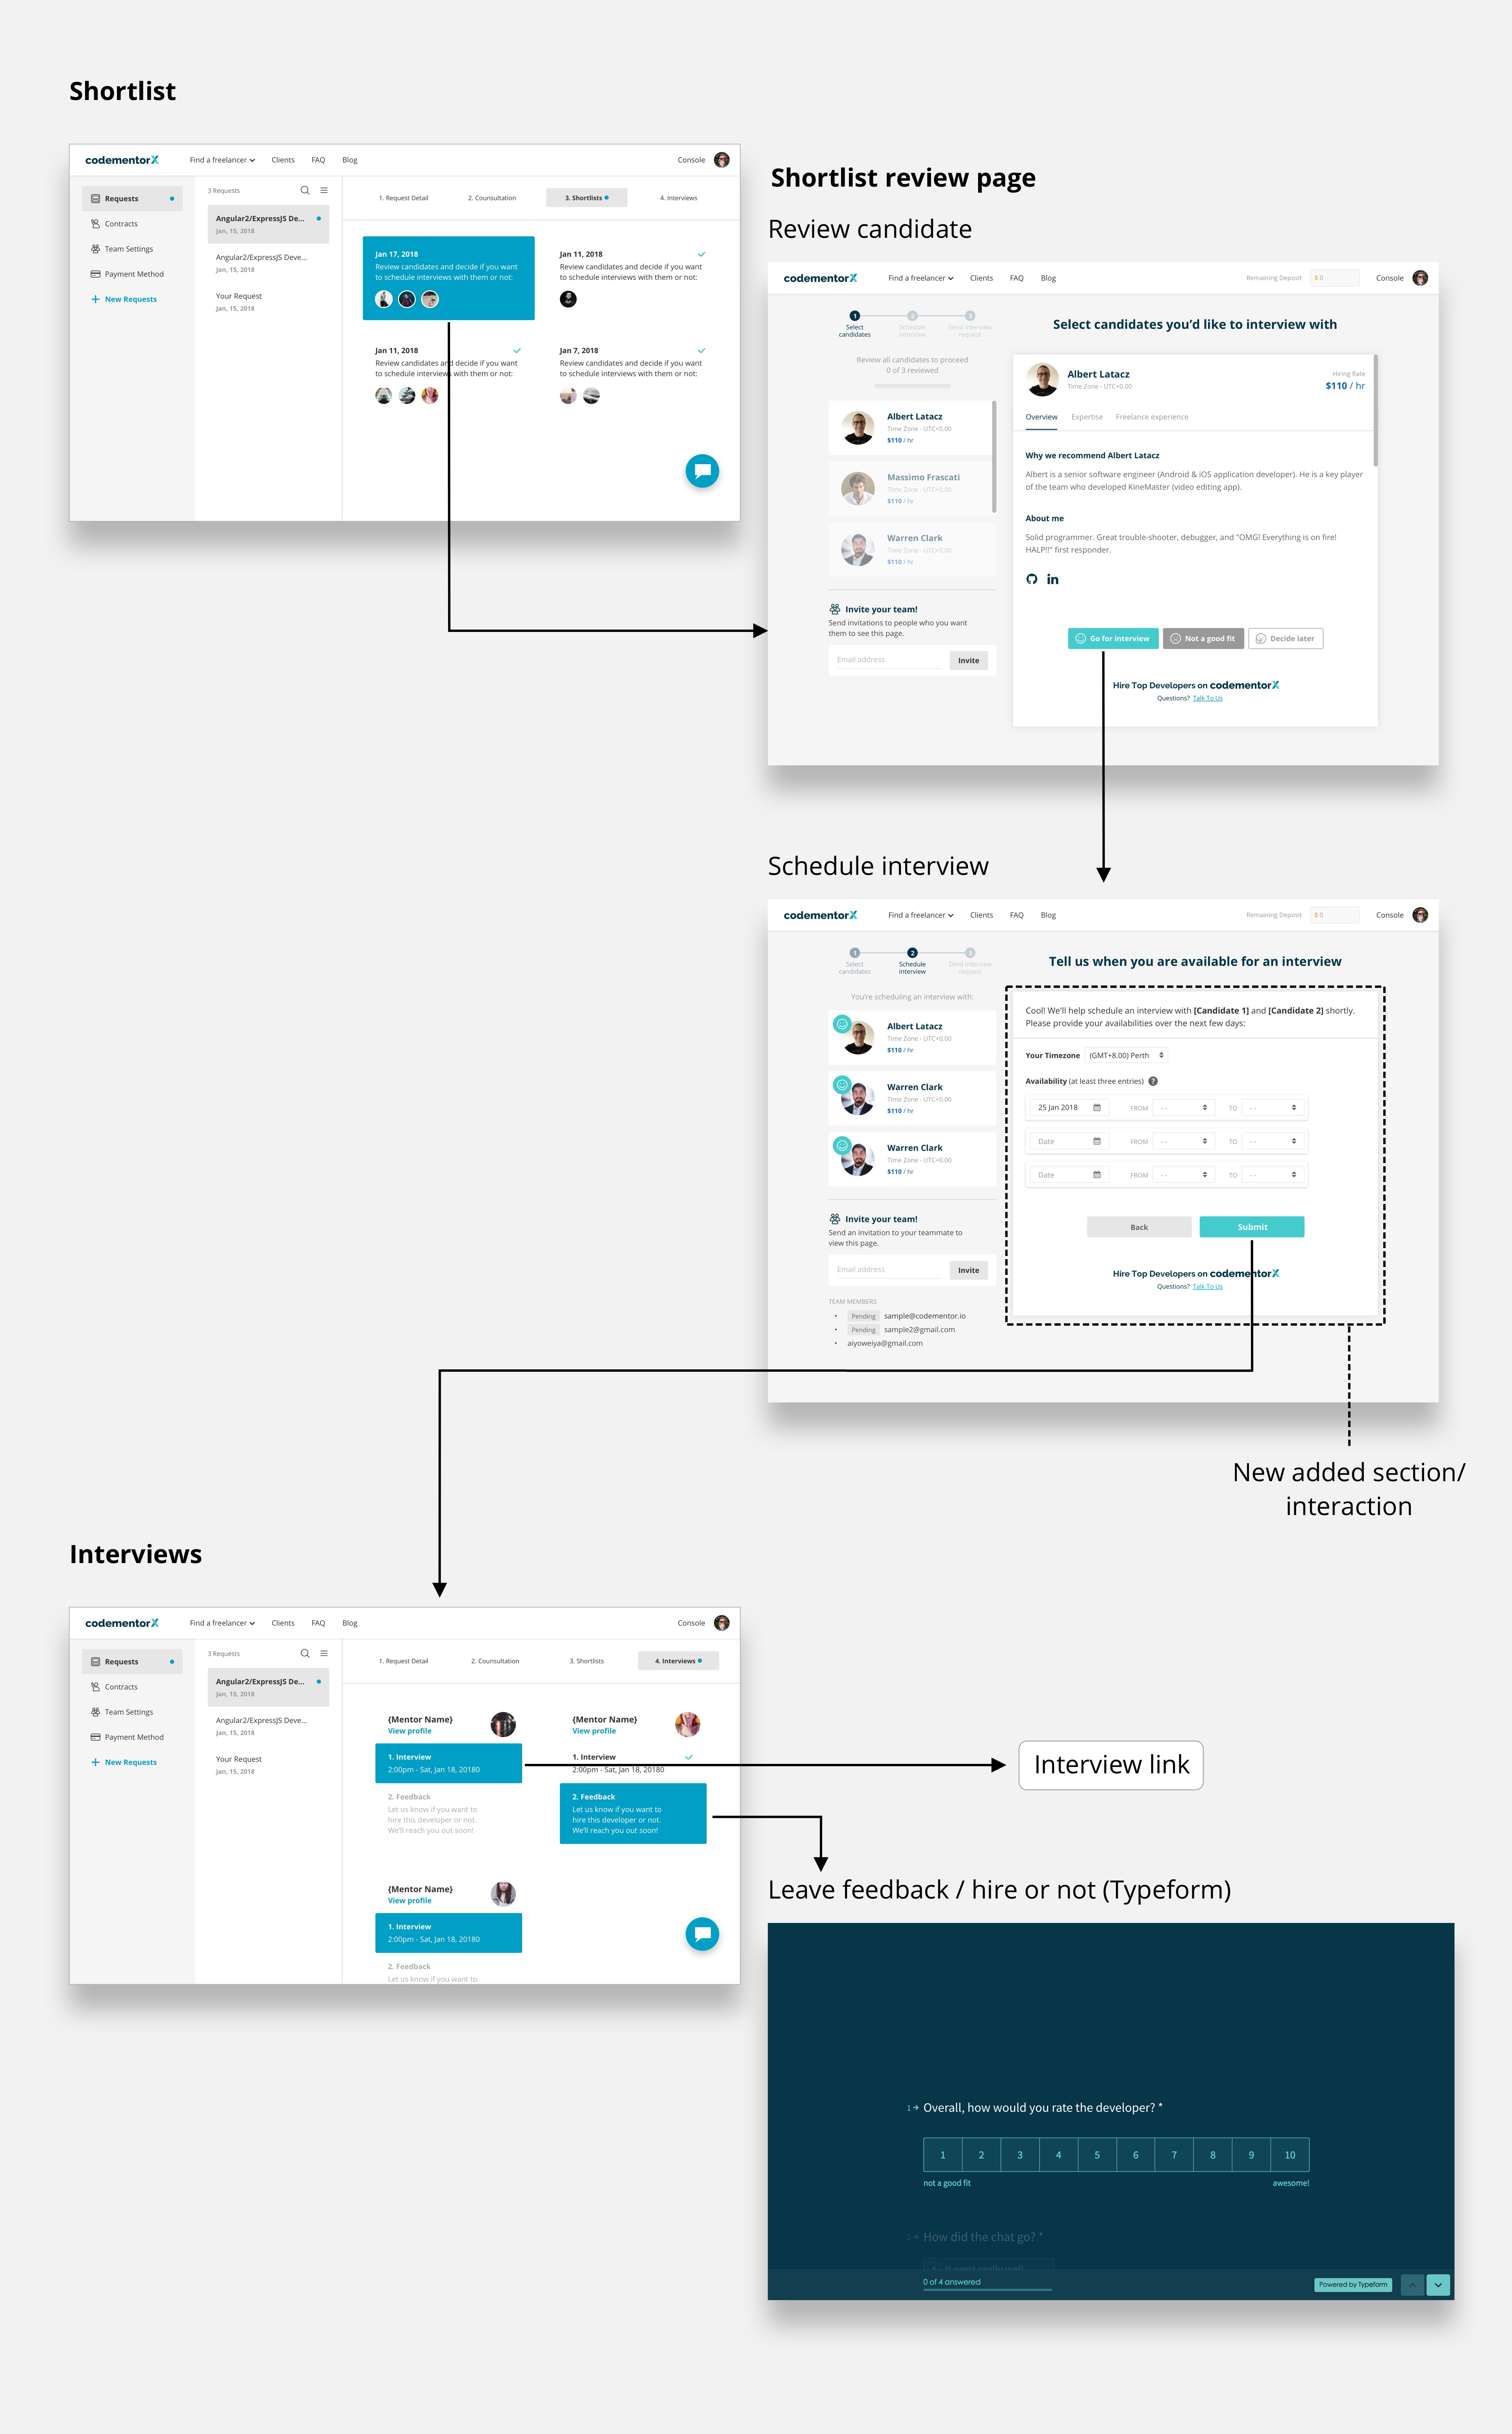 Shortlist
codementorX
Find a freelancer
Clients
FAQ
Blog
Console
Requests
Contracts
Team Settings
Payment Method
New Requests
3 Requests
Angular2/ExpressJS De...
Jan, 15, 2018
Angular2/ExpressJS Deve...
Jan, 15, 2018
Your Request
Jan, 15, 2018
1. Request Detail
2. Counsultation
3. Shortlists
4. Interviews
Jan 17, 2018
Review candidates and decide if you want
to schedule interviews with them or not:
Jan 11, 2018
Review candidates and decide if you want
to schedule interviews with them or not:
Jan 11, 2018
Review candidates and decide if you want
to schedule interviews with them or not:
Jan 7, 2018
Review candidates and decide if you want
to schedule interviews with them or not:
Shortlist review page
Review candidate
codementorX
Find a freelancer
Clients
FAQ
Blog
Remaining Deposit
$ 0
Console
1
2
3
Select
candidates
Schedule
interview
Send interview
request
Review all candidates to proceed
0 of 3 reviewed
Albert Latacz
Time Zone - UTC+0.00
$110 / hr
Massimo Frascati
Time Zone - UTC+0.00
$110 / hr
Warren Clark
Time Zone - UTC+0.00
$110 / hr
Invite your team!
Send invitations to people who you want
them to see this page.
Email address
Invite
Select candidates you'd like to interview with
Albert Latacz
Time Zone - UTC+0.00
Hiring Rate
$110 / hr
Overview
Expertise
Freelance experience
Why we recommend Albert Latacz
Albert is a senior software engineer (Android & iOS application developer). He is a key player
of the team who developed KineMaster (video editing app).
About me
Solid programmer. Great trouble-shooter, debugger, and "OMG! Everything is on fire!
HALP!!" first responder.
Go for interview
Not a good fit
Decide later
Hire Top Developers on codementorX
Questions? Talk To Us
Schedule interview
codementorX
Find a freelancer
Clients
FAQ
Blog
Remaining Deposit
$ 0
Console
1
2
3
Select
candidates
Schedule
interview
Send interview
request
You're scheduling an interview with:
Albert Latacz
Time Zone - UTC+0.00
$110 / hr
Warren Clark
Time Zone - UTC+0.00
$110 / hr
Warren Clark
Time Zone - UTC+0.00
$110 / hr
Invite your team!
Send an invitation to your teammate to
view this page.
Email address
Invite
TEAM MEMBERS
• Pending sample@codementor.io
• Pending sample2@gmail.com
• aiyoweiya@gmail.com
Tell us when you are available for an interview
Cool! We'll help schedule an interview with [Candidate 1] and [Candidate 2] shortly.
Please provide your availabilities over the next few days:
Your Timezone (GMT+8.00) Perth
Availability (at least three entries) ?
25 Jan 2018 FROM - - TO - -
Date FROM - - TO - -
Date FROM - - TO - -
Back
Submit
Hire Top Developers on codementorX
Questions? Talk To Us
New added section/
interaction
Interviews
codementorX
Find a freelancer
Clients
FAQ
Blog
Console
Requests
Contracts
Team Settings
Payment Method
New Requests
3 Requests
Angular2/ExpressJS De...
Jan, 15, 2018
Angular2/ExpressJS Deve...
Jan, 15, 2018
Your Request
Jan, 15, 2018
1. Request Detail
2. Counsultation
3. Shortlists
4. Interviews
{Mentor Name}
View profile
1. Interview
2:00pm - Sat, Jan 18, 20180
2. Feedback
Let us know if you want to
hire this developer or not.
We'll reach you out soon!
{Mentor Name}
View profile
1. Interview
2:00pm - Sat, Jan 18, 20180
2. Feedback
Let us know if you want to
hire this developer or not.
We'll reach you out soon!
{Mentor Name}
View profile
1. Interview
2:00pm - Sat, Jan 18, 20180
2. Feedback
Let us know if you want to
Interview link
Leave feedback / hire or not (Typeform)
1 Overall, how would you rate the developer? *
1 2 3 4 5 6 7 8 9 10
not a good fit
awesome!
2 How did the chat go? *
It went really well
0 of 4 answered
Powered by Typeform